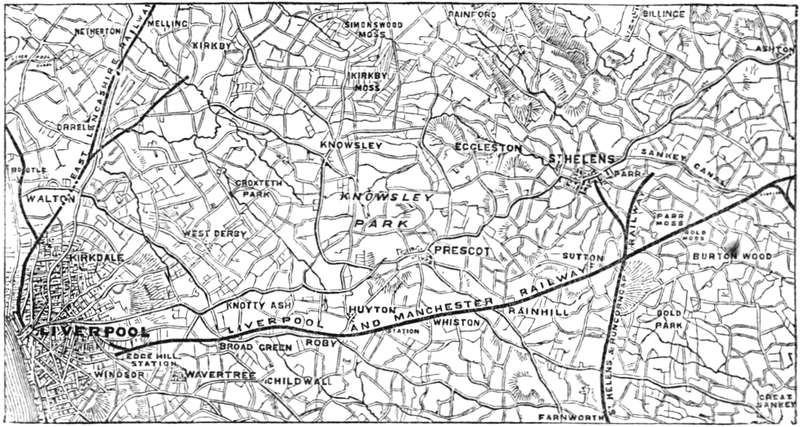 NETHERTON
MELLING
KIRKBY
SIMONSWOOD
MOSS
RAINFORD
BILLINGE
ASHTON
KIRKBY
MOSS
ORRELL
EAST LANCASHIRE RAILWAY
BOOTLE
WALTON
KNOWSLEY
ECCLESTON
ST HELENS
SANKEY CANAL
PARR
CROXTETH
PARK
KNOWSLEY
PARK
WEST DERBY
KIRKDALE
PRESCOT
SUTTON
PARR
MOSS
BOLD
MOSS
BURTON WOOD
KNOTTY ASH
HUYTON
LIVERPOOL AND MANCHESTER RAILWAY
STATION
WHISTON
RAINHILL
BOLD
PARK
LIVERPOOL
BROAD GREEN
ROBY
EDGE HILL
STATION
WINDSOR
WAVERTREE
CHILDWALL
ST HELENS & RUNCORN GAP RAILWAY
FARNWORTH
GREAT
SANKEY